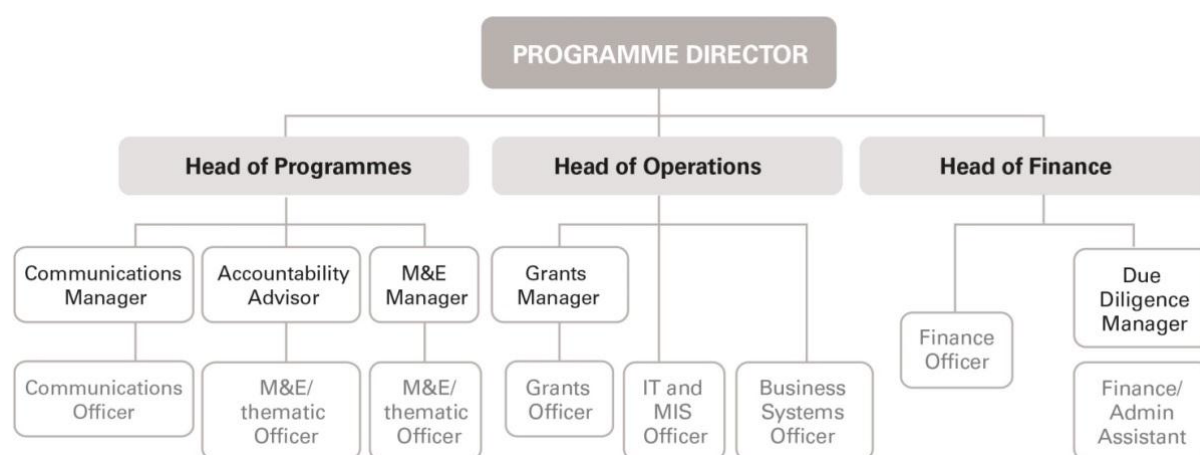 PROGRAMME DIRECTOR
Head of Programmes
Head of Operations
Head of Finance
Communications
Manager
Accountability
Advisor
M&E
Manager
Grants
Manager
Due
Diligence
Manager
Finance
Officer
Communications
Officer
M&E/
thematic
Officer
M&E/
thematic
Officer
Grants
Officer
IT and
MIS
Officer
Business
Systems
Officer
Finance/
Admin
Assistant